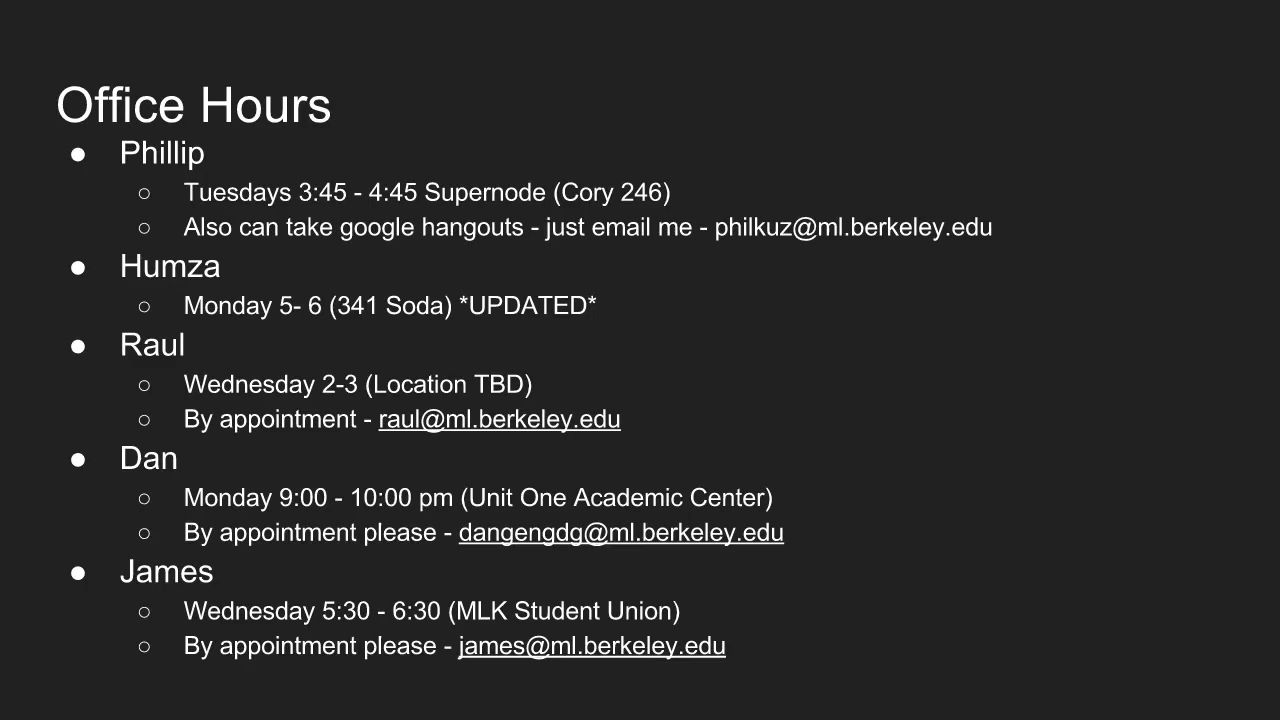 Office Hours
● Phillip
○ Tuesdays 3:45 - 4:45 Supernode (Cory 246)
○ Also can take google hangouts - just email me - philkuz@ml.berkeley.edu
● Humza
○ Monday 5- 6 (341 Soda) *UPDATED*
● Raul
○ Wednesday 2-3 (Location TBD)
○ By appointment - raul@ml.berkeley.edu
● Dan
○ Monday 9:00 - 10:00 pm (Unit One Academic Center)
○ By appointment please - dangengdg@ml.berkeley.edu
● James
○ Wednesday 5:30 - 6:30 (MLK Student Union)
○ By appointment please - james@ml.berkeley.edu